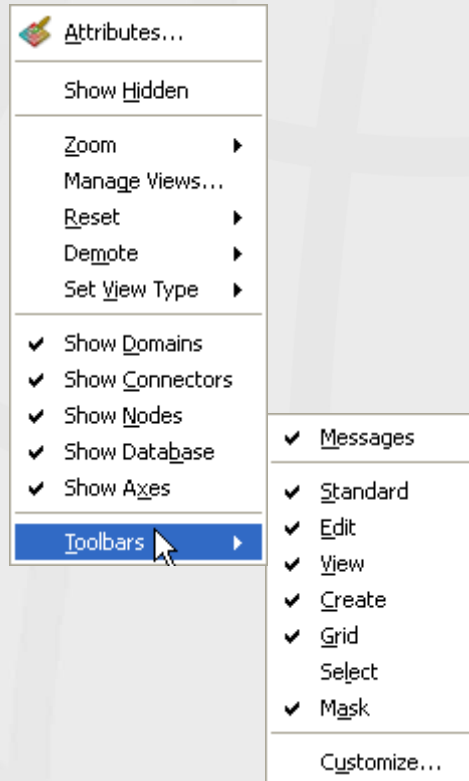 Attributes...
Show Hidden
Zoom
Manage Views...
Reset
Demote
Set View Type
Show Domains
Show Connectors
Show Nodes
Show Database
Show Axes
Toolbars
Messages
Standard
Edit
View
Create
Grid
Select
Mask
Customize...